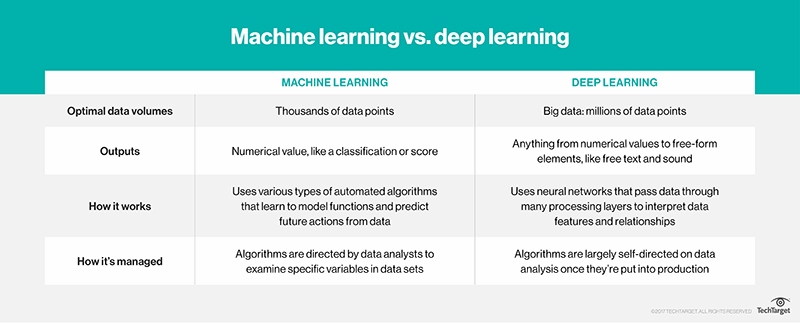 Machine learning vs. deep learning
MACHINE LEARNING
DEEP LEARNING
Optimal data volumes
Thousands of data points
Big data: millions of data points
Outputs
Numerical value, like a classification or score
Anything from numerical values to free-form
elements, like free text and sound
How it works
Uses various types of automated algorithms
that learn to model functions and predict
future actions from data
Uses neural networks that pass data through
many processing layers to interpret data
features and relationships
How it's managed
Algorithms are directed by data analysts to
examine specific variables in data sets
Algorithms are largely self-directed on data
analysis once they're put into production
©2017 TECHTARGET. ALL RIGHTS RESERVED
TechTarget